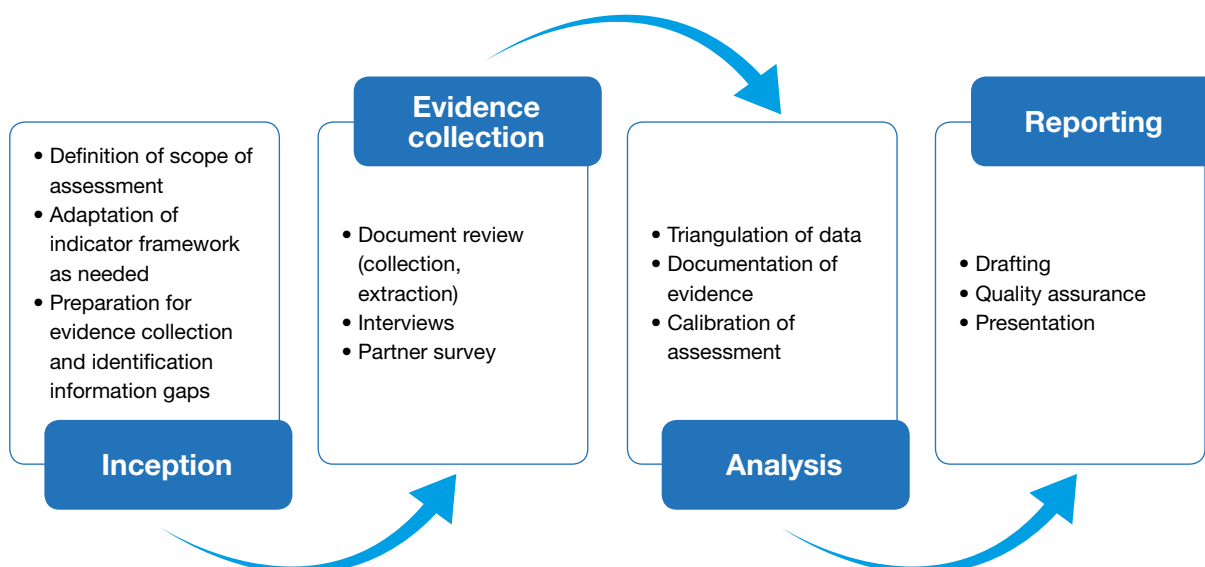 • Definition of scope of
assessment
• Adaptation of
indicator framework
as needed
• Preparation for
evidence collection
and identification
information gaps
Inception
Evidence
collection
• Document review
(collection,
extraction)
• Interviews
• Partner survey
• Triangulation of data
• Documentation of
evidence
• Calibration of
assessment
Analysis
Reporting
• Drafting
• Quality assurance
• Presentation